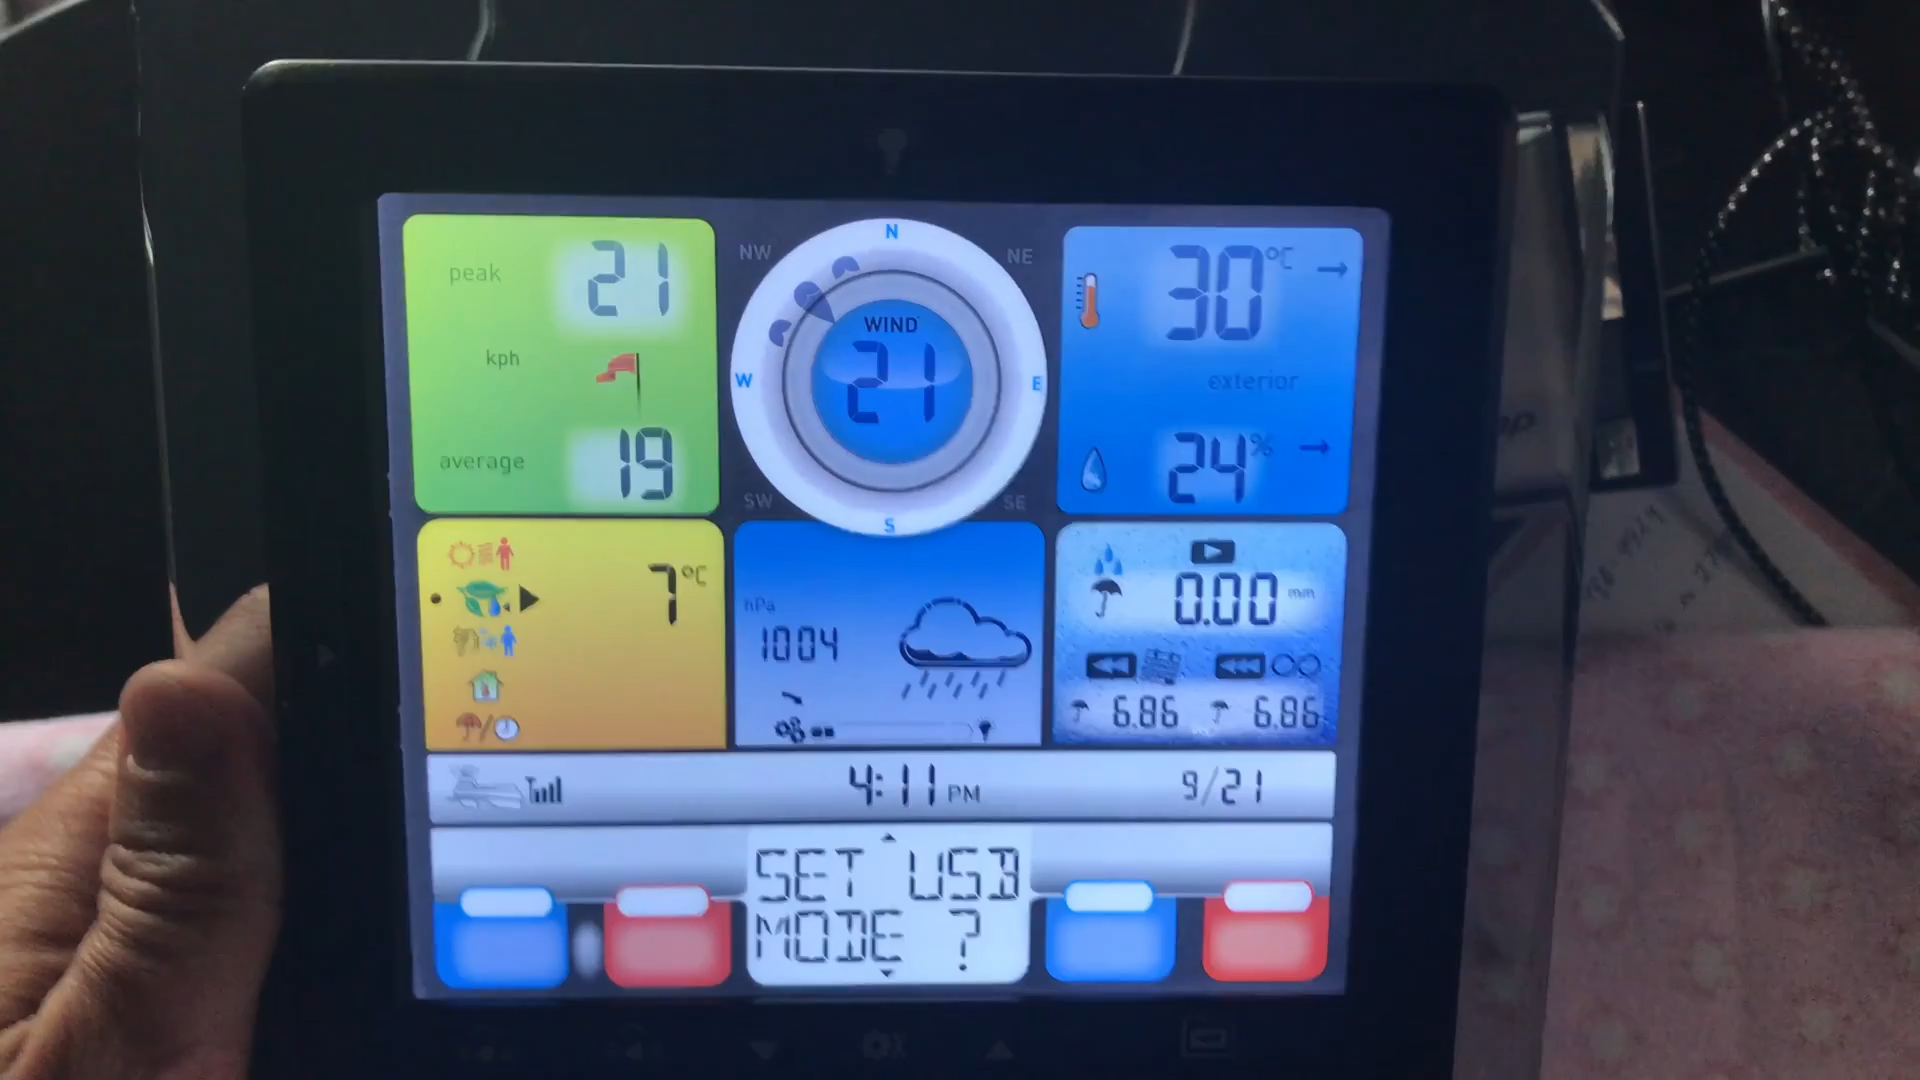 peak 21
kph
average 19
N
NW NE
WIND
21
W E
SW SE
S
30 °C
exterior
24 %
7 °C
hPa
1004
0.00 mm
6.86 6.86
4:11 PM 9/21
SET USB
MODE ?